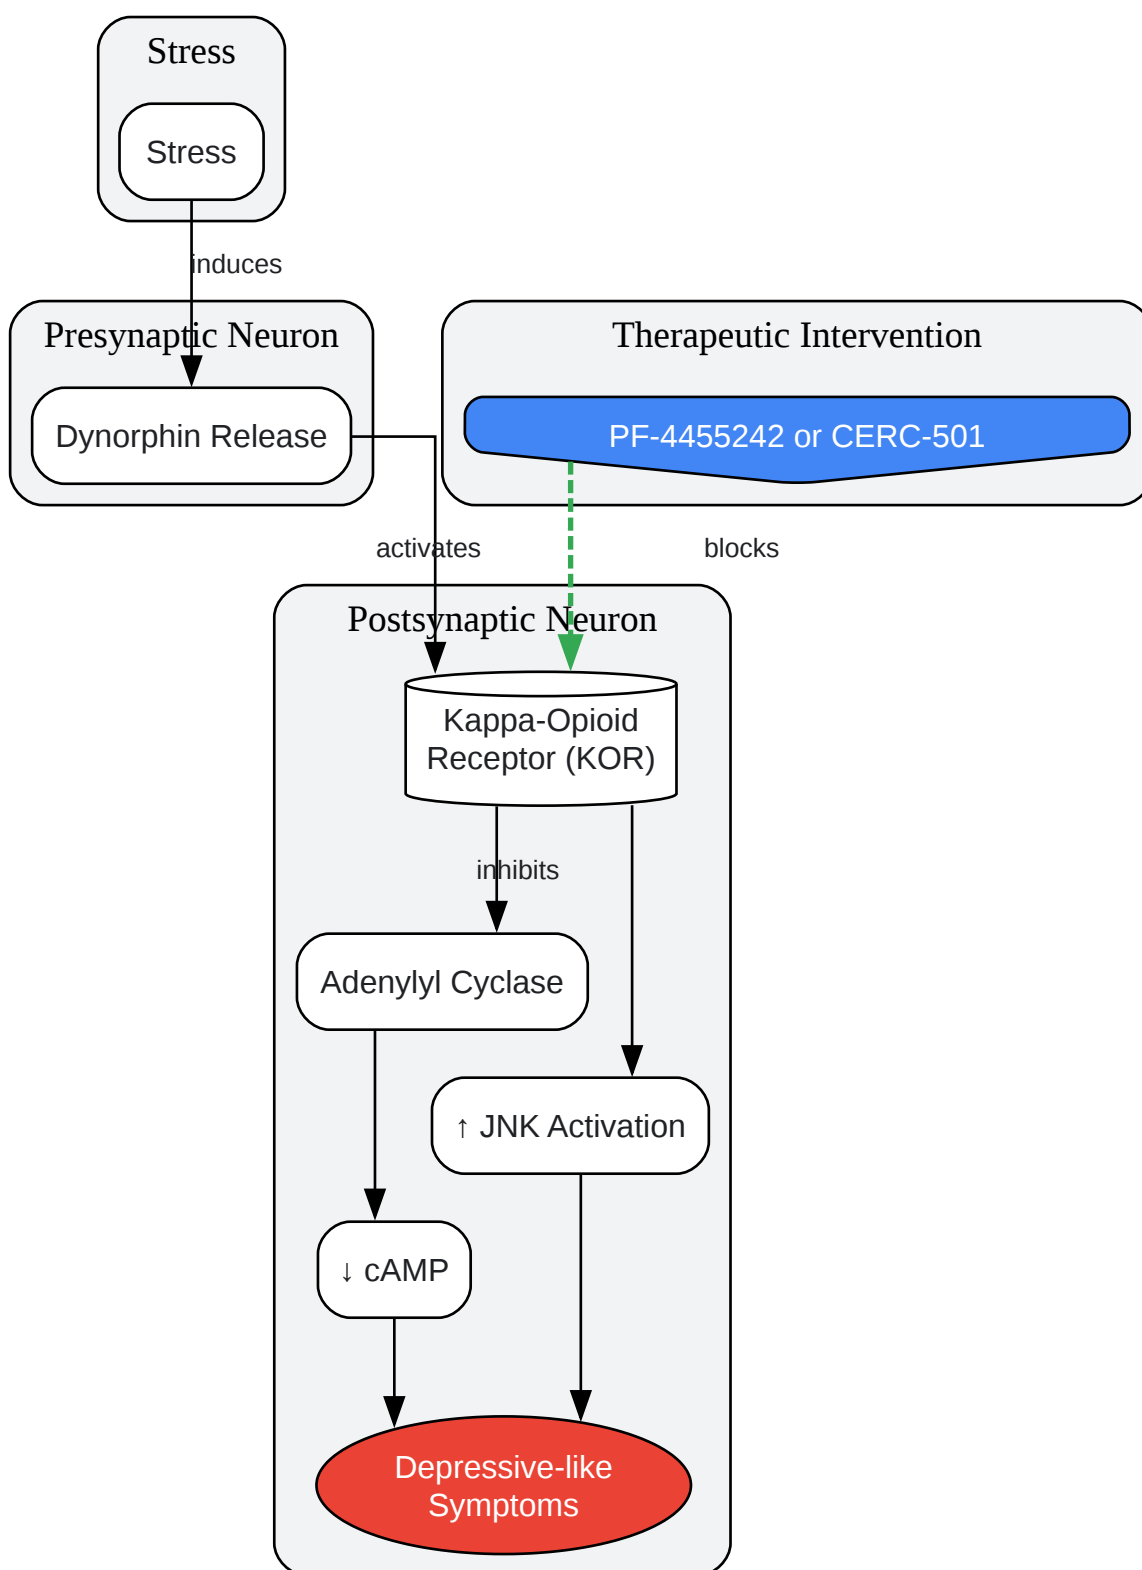 Stress
Stress
induces
Presynaptic Neuron
Therapeutic Intervention
Dynorphin Release
PF-4455242 or CERC-501
activates
blocks
Postsynaptic Neuron
Kappa-Opioid
Receptor (KOR)
inhibits
Adenylyl Cyclase
↑ JNK Activation
↓ cAMP
Depressive-like
Symptoms